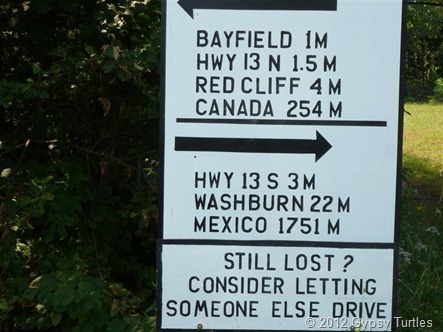 BAYFIELD 1M
HWY 13 N 1.5 M
RED CLIFF 4 M
CANADA 254 M
HWY 13 S 3M
WASHBURN 22 M
MEXICO 1751 M
STILL LOST ?
CONSIDER LETTING
SOMEONE ELSE DRIVE
© 2012 Gypsy Turtles